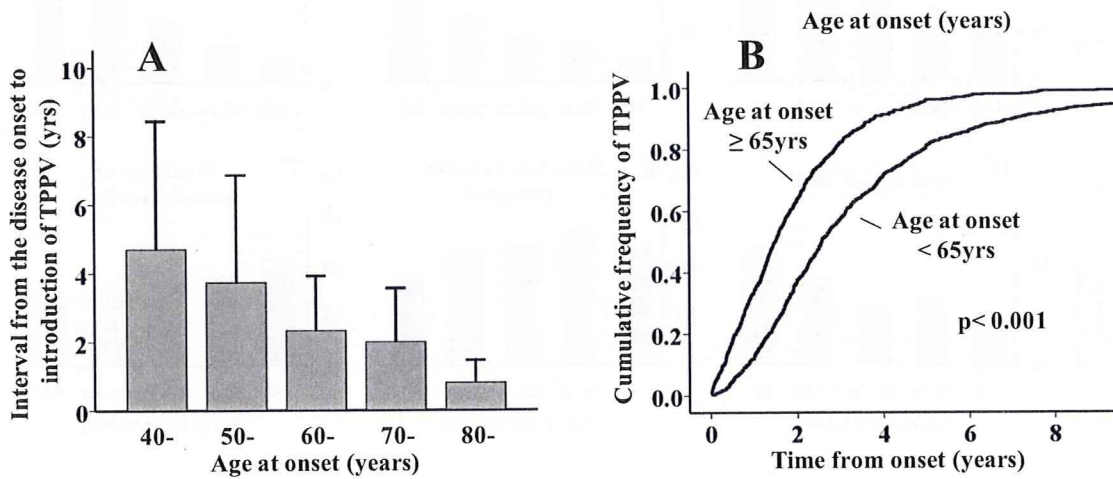 Age at onset (years)
A
Interval from the disease onset to
introduction of TPPV (yrs)
10
8
6
4
2
0
40-
50-
60-
70-
80-
Age at onset (years)
B
Cumulative frequency of TPPV
1.0
0.8
0.6
0.4
0.2
0.0
Age at onset
≥ 65yrs
Age at onset
< 65yrs
p< 0.001
0
2
4
6
8
Time from onset (years)